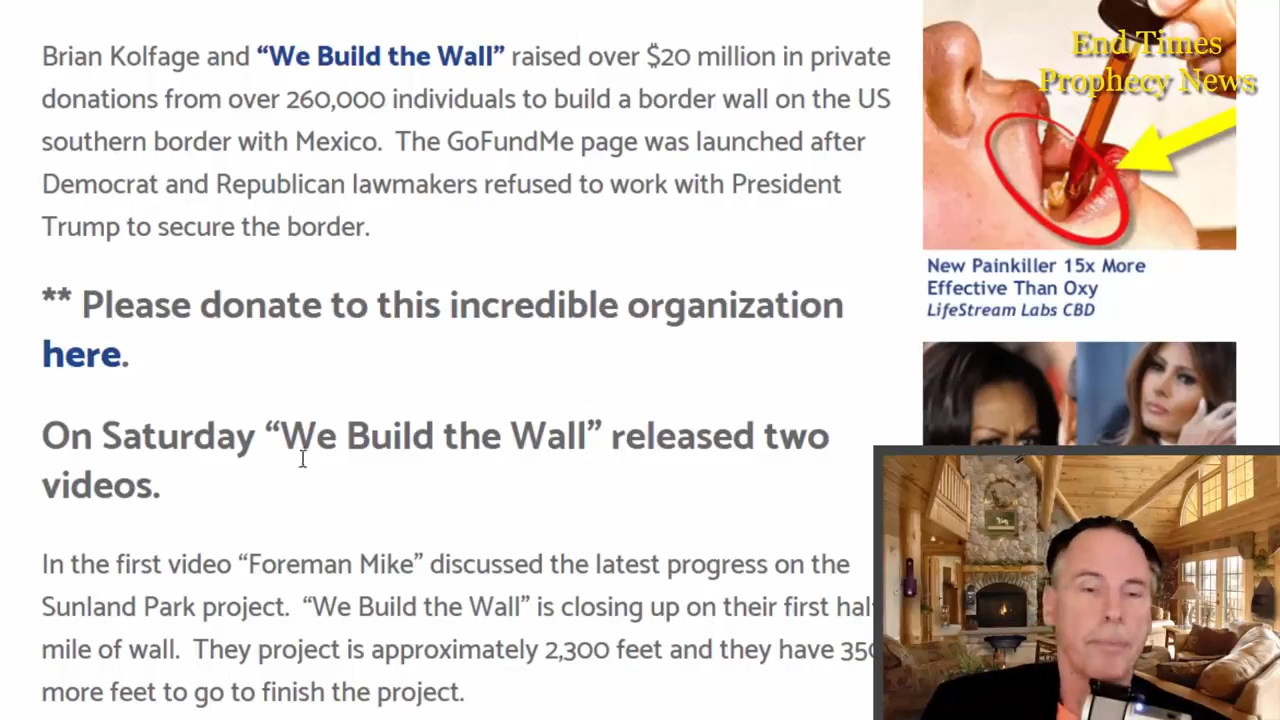 Brian Kolfage and “We Build the Wall” raised over $20 million in private
donations from over 260,000 individuals to build a border wall on the US
southern border with Mexico. The GoFundMe page was launched after
Democrat and Republican lawmakers refused to work with President
Trump to secure the border.
** Please donate to this incredible organization
here.
On Saturday “We Build the Wall” released two
videos.
In the first video “Foreman Mike” discussed the latest progress on the
Sunland Park project. “We Build the Wall” is closing up on their first
mile of wall. They project is approximately 2,300 feet and they have
more feet to go to finish the project.
End Times
Prophecy News
New Painkiller 15x More
Effective Than Oxy
LifeStream Labs CBD